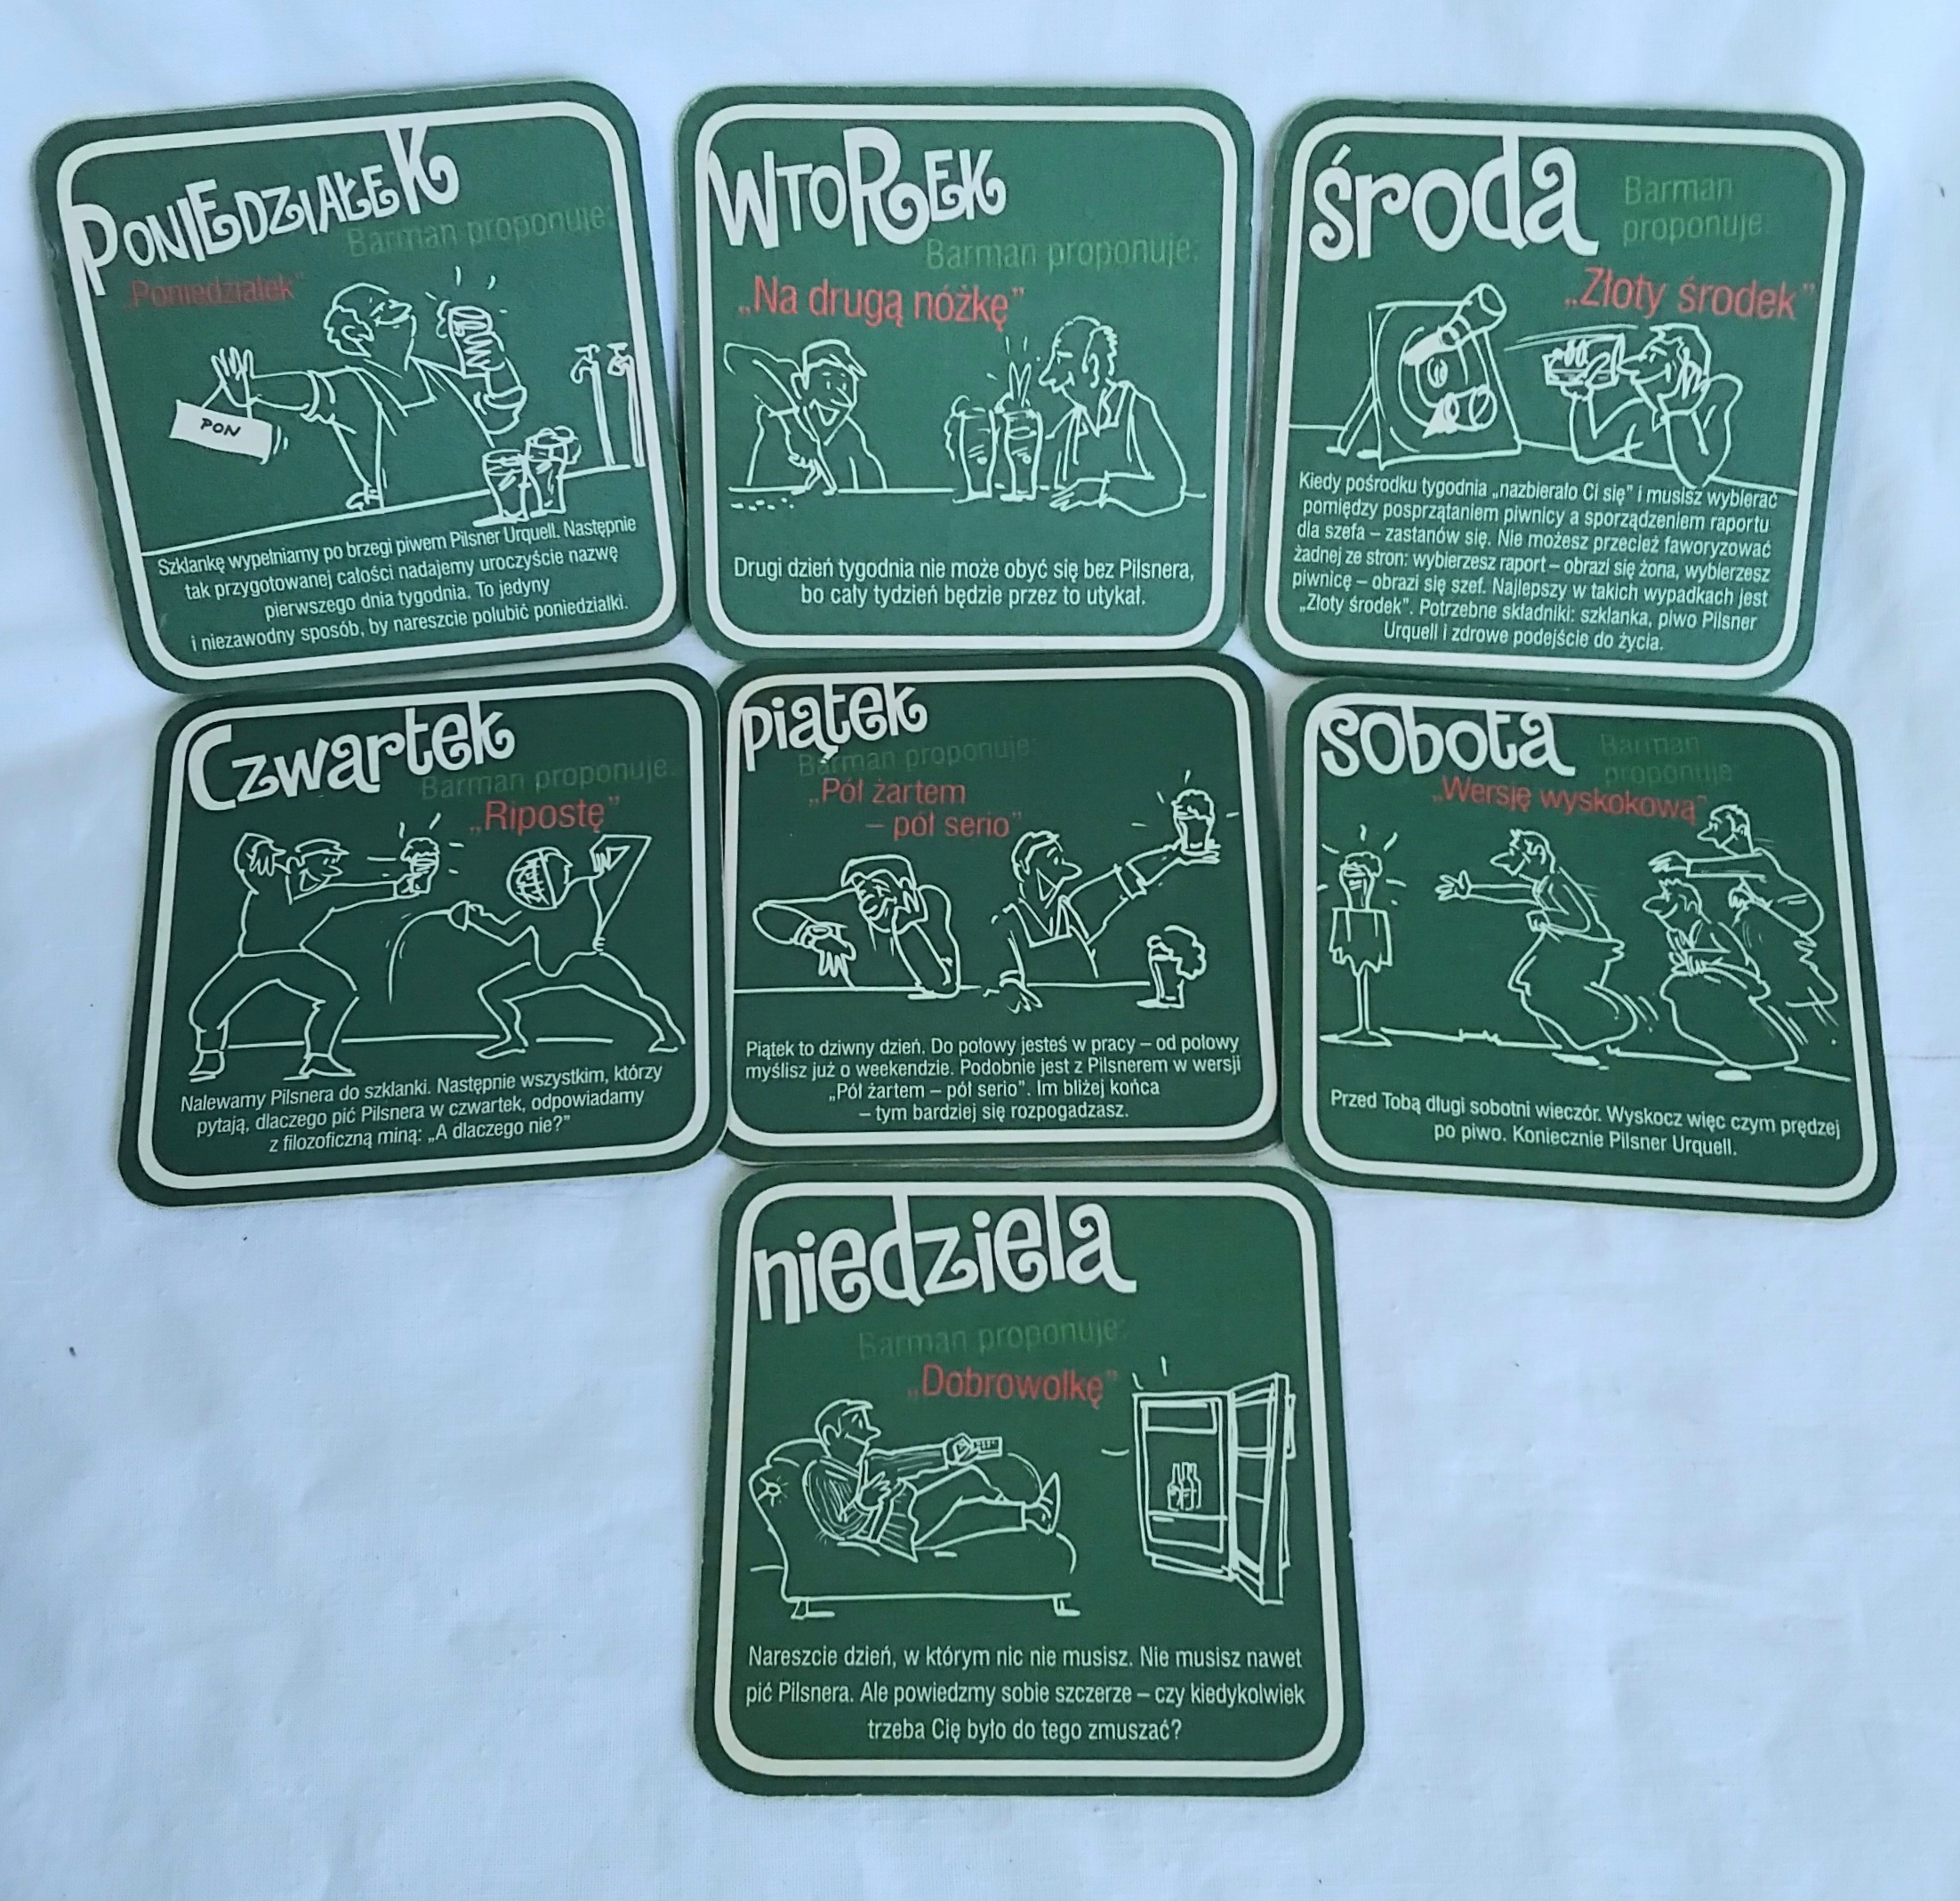 PONIEDZIAŁEK
Barman proponuje:
„Poniedziałek”
PON
Szklankę wypełniamy po brzegi piwem Pilsner Urquell. Następnie
tak przygotowanej całości nadajemy uroczyście nazwę
pierwszego dnia tygodnia. To jedyny
i niezawodny sposób, by nareszcie polubić poniedziałki.
WTOREK
Barman proponuje:
„Na drugą nóżkę”
Drugi dzień tygodnia nie może obyć się bez Pilsnera,
bo cały tydzień będzie przez to utykał.
środa
Barman
proponuje:
„Złoty środek”
Kiedy pośrodku tygodnia „nazbierało Ci się” i musisz wybierać
pomiędzy posprzątaniem piwnicy a sporządzeniem raportu
dla szefa – zastanów się. Nie możesz przecież faworyzować
żadnej ze stron: wybierzesz raport – obrazi się żona, wybierzesz
piwnicę – obrazi się szef. Najlepszy w takich wypadkach jest
„Złoty środek”. Potrzebne składniki: szklanka, piwo Pilsner
Urquell i zdrowe podejście do życia.
Czwartek
Barman proponuje:
„Ripostę”
Nalewamy Pilsnera do szklanki. Następnie wszystkim, którzy
pytają, dlaczego pić Pilsnera w czwartek, odpowiadamy
z filozoficzną miną: „A dlaczego nie?”
piątek
Barman proponuje:
„Pół żartem
– pół serio”
Piątek to dziwny dzień. Do połowy jesteś w pracy – od połowy
myślisz już o weekendzie. Podobnie jest z Pilsnerem w wersji
„Pół żartem – pół serio”. Im bliżej końca
– tym bardziej się rozpogadzasz.
sobota
Barman
proponuje
„Wersję wyskokową”
Przed Tobą długi sobotni wieczór. Wyskocz więc czym prędzej
po piwo. Koniecznie Pilsner Urquell.
niedziela
Barman proponuje:
„Dobrowolkę”
Nareszcie dzień, w którym nic nie musisz. Nie musisz nawet
pić Pilsnera. Ale powiedzmy sobie szczerze – czy kiedykolwiek
trzeba Cię było do tego zmuszać?